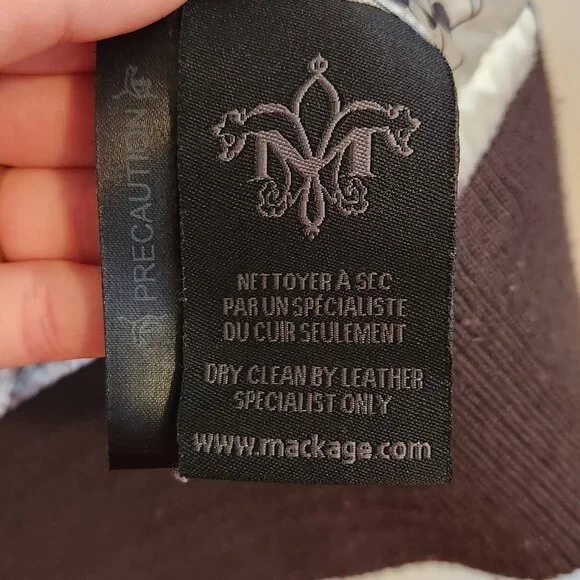 PRECAUTION
M
NETTOYER À SEC
PAR UN SPÉCIALISTE
DU CUIR SEULEMENT
DRY CLEAN BY LEATHER
SPECIALIST ONLY
www.mackage.com